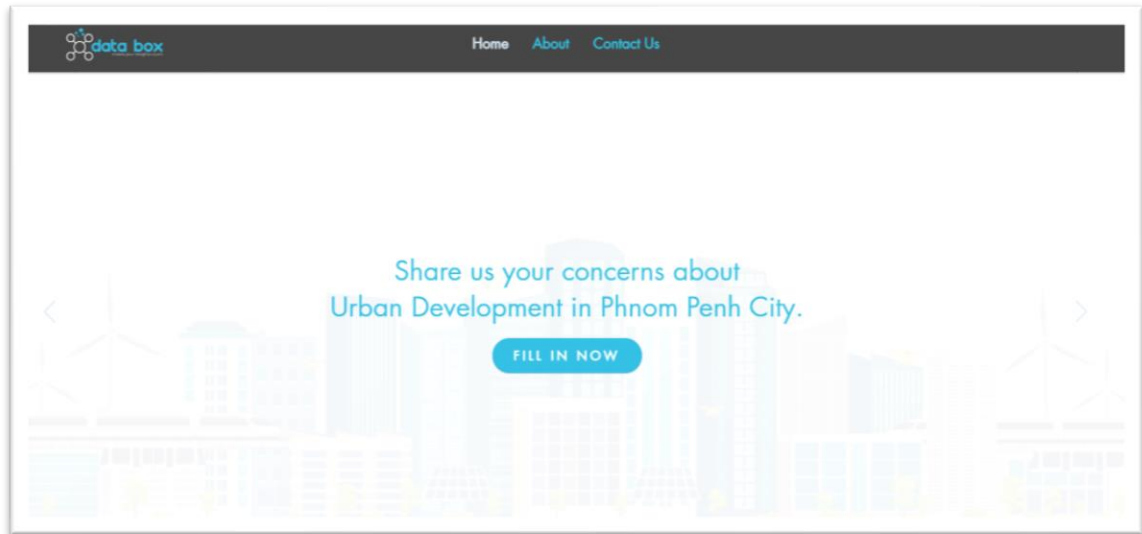 data box
Home About Contact Us
Share us your concerns about
Urban Development in Phnom Penh City.
FILL IN NOW